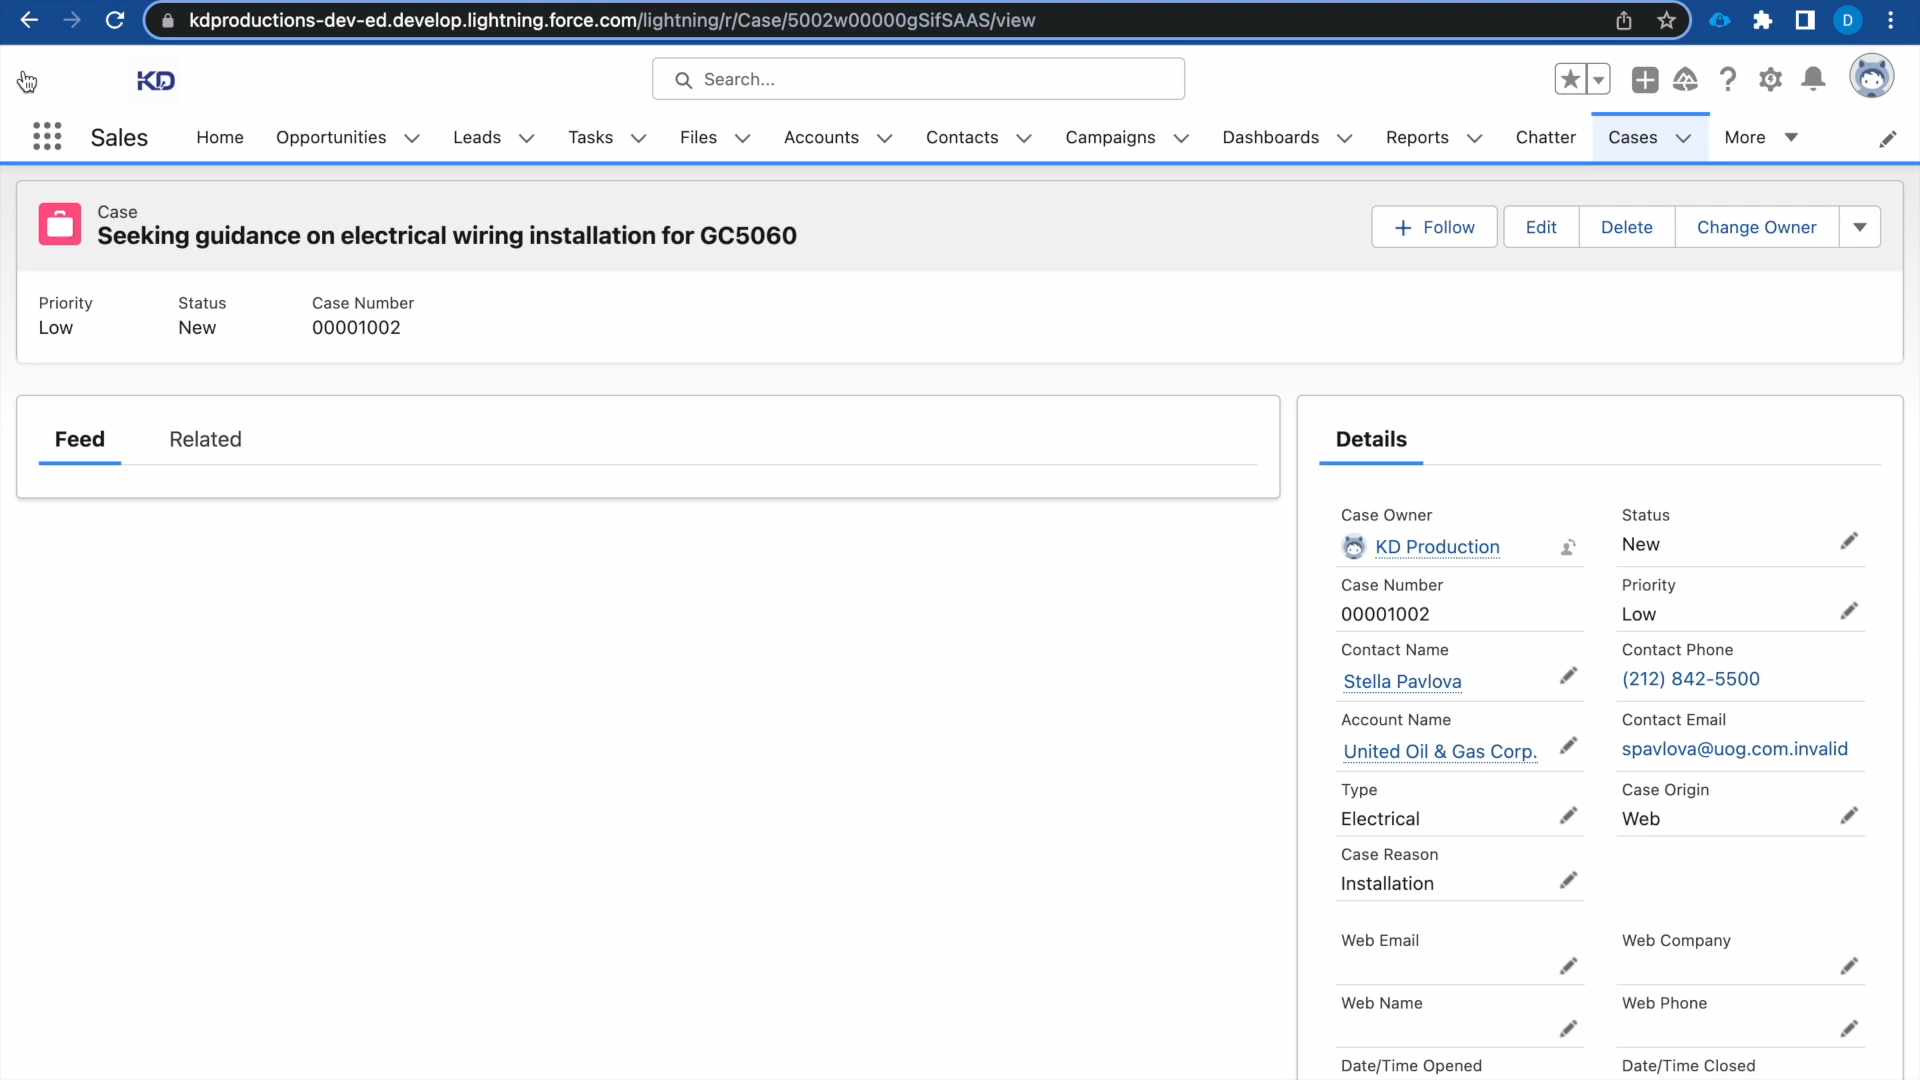 kdproductions-dev-ed.develop.lightning.force.com/lightning/r/Case/5002w00000gSifSAAS/view
D
KD
Search...
Sales Home Opportunities Leads Tasks Files Accounts Contacts Campaigns Dashboards Reports Chatter Cases More
Case
Seeking guidance on electrical wiring installation for GC5060
+ Follow Edit Delete Change Owner
Priority Status Case Number
Low New 00001002
Feed Related
Details
Case Owner Status
KD Production New
Case Number Priority
00001002 Low
Contact Name Contact Phone
Stella Pavlova (212) 842-5500
Account Name Contact Email
United Oil & Gas Corp. spavlova@uog.com.invalid
Type Case Origin
Electrical Web
Case Reason
Installation
Web Email Web Company
Web Name Web Phone
Date/Time Opened Date/Time Closed